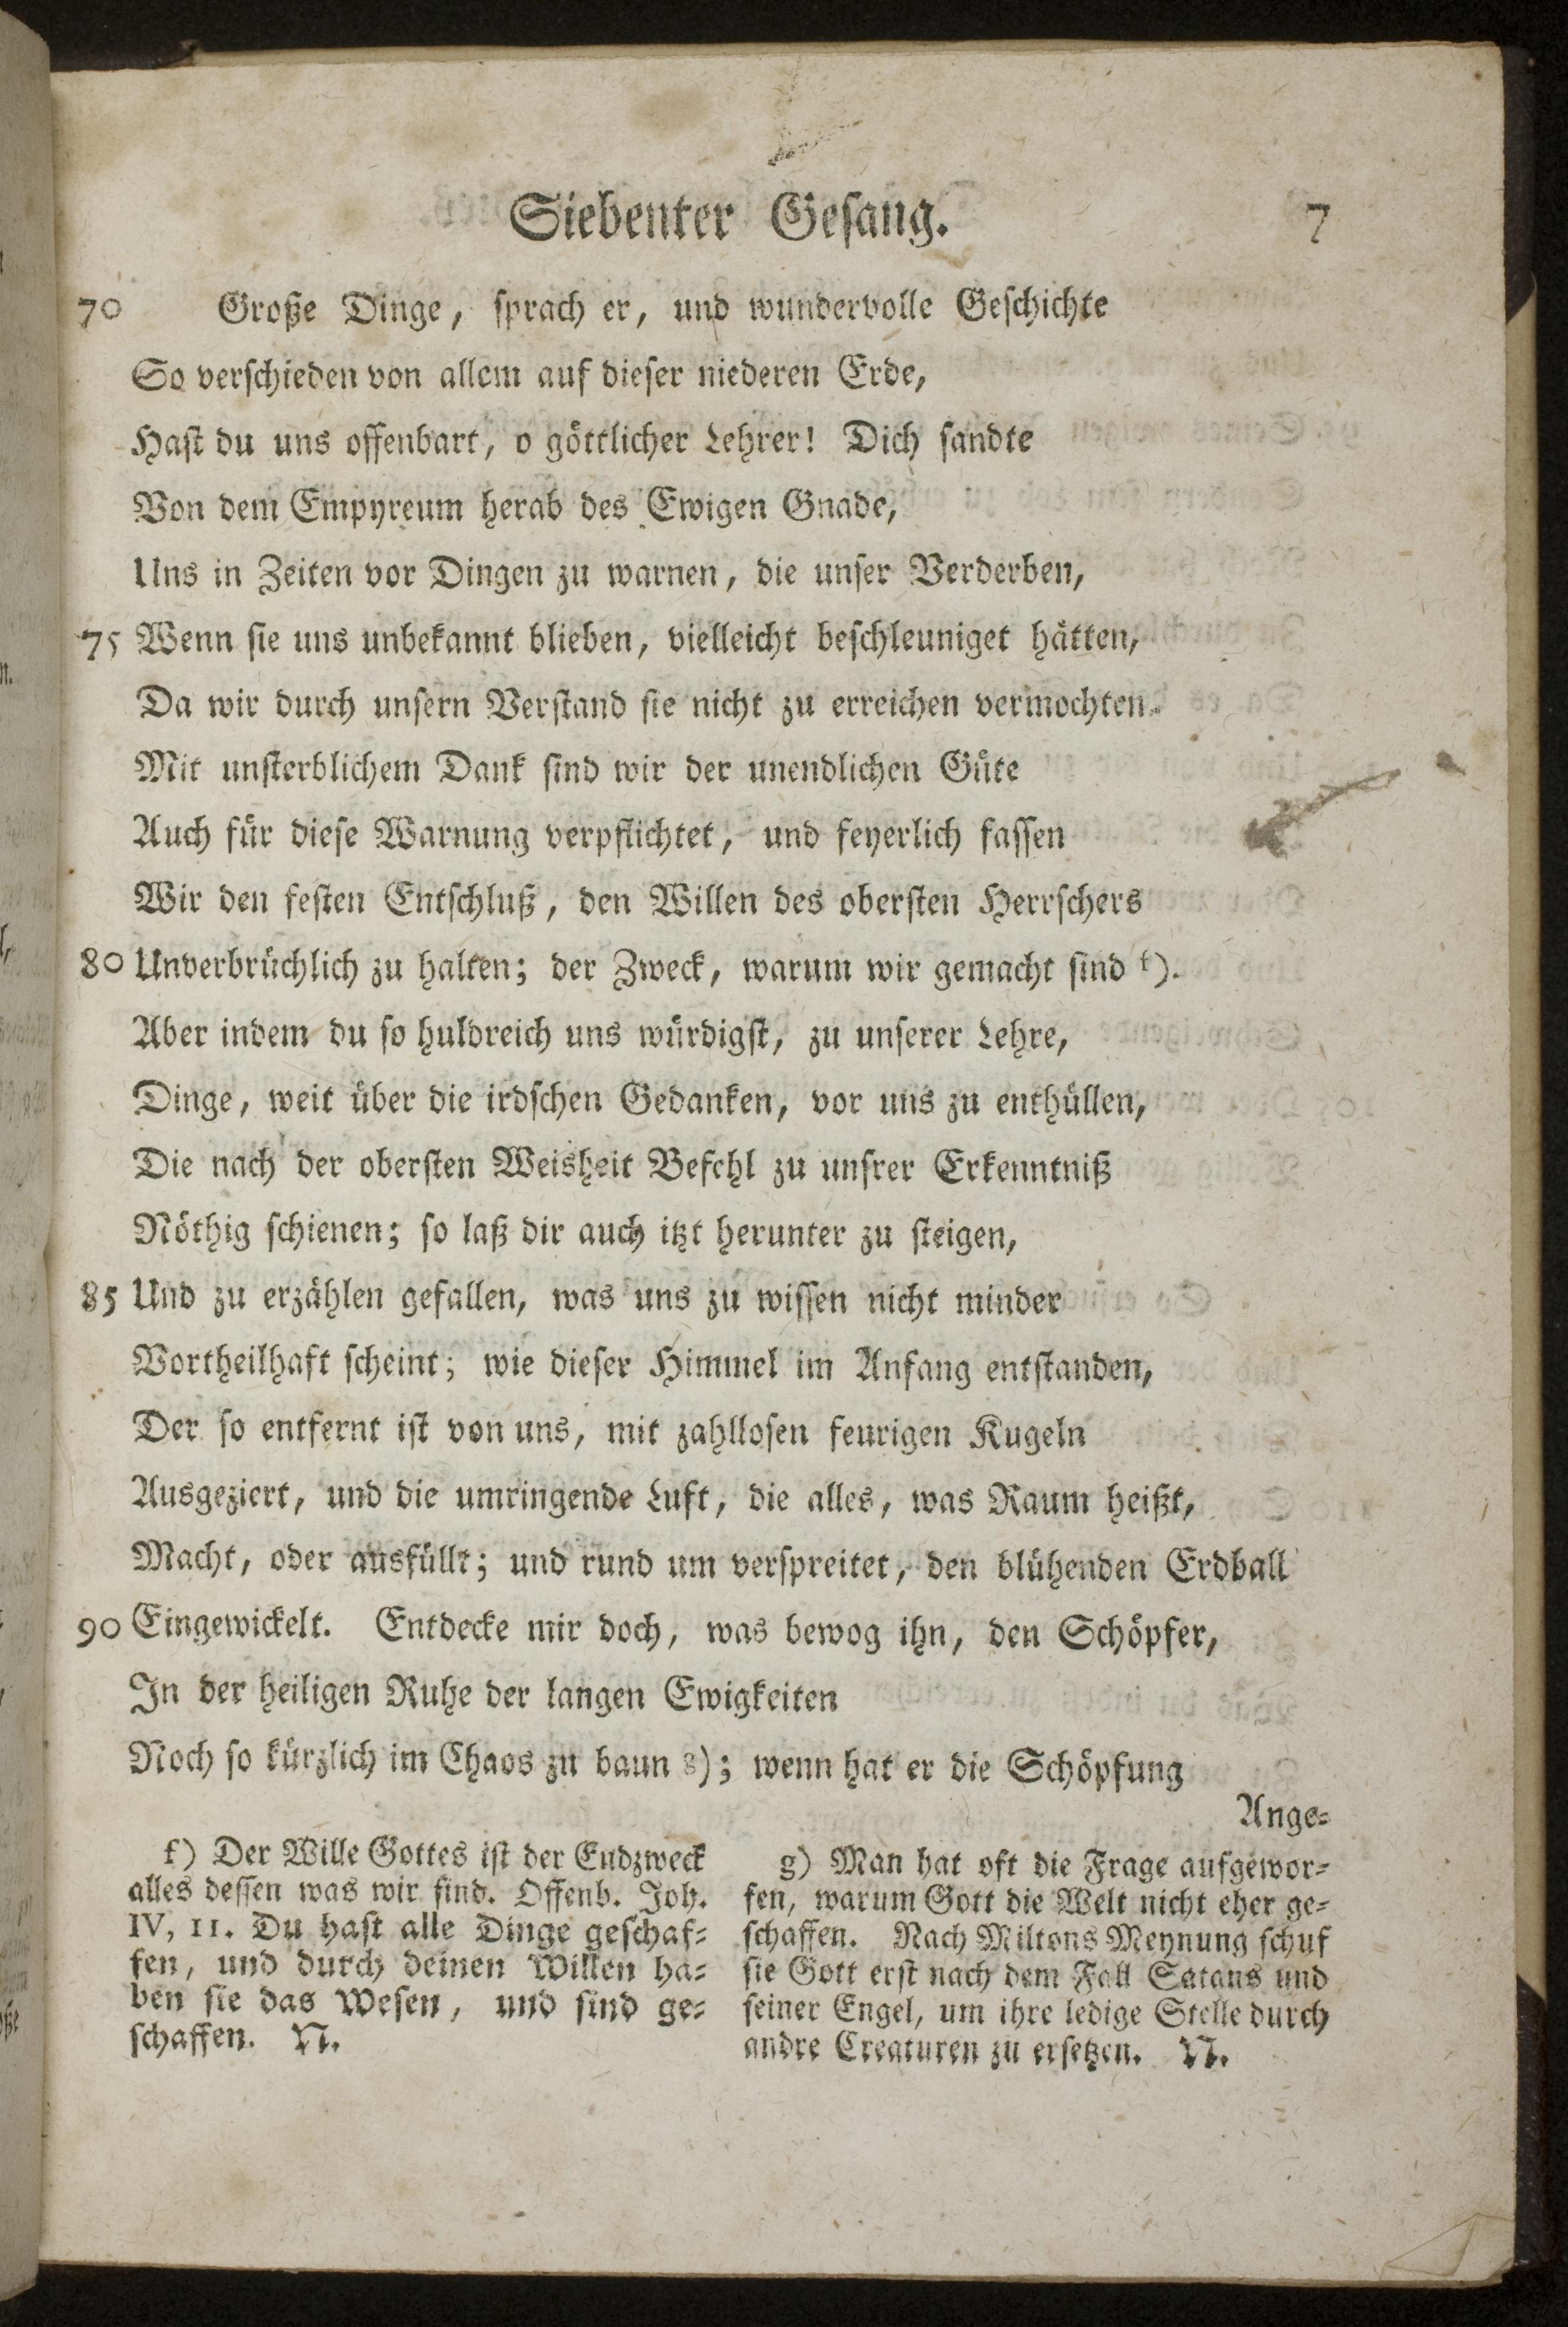 Siebenter Gesang. 7
70 Große Dinge, sprach er, und wundervolle Geschichte
So verschieden von allem auf dieser niederen Erde,
Hast du uns offenbart, o göttlicher Lehrer! Dich sandte
Von dem Empyreum herab des Ewigen Gnade,
Uns in Zeiten vor Dingen zu warnen, die unser Verderben,
75 Wenn sie uns unbekannt blieben, vielleicht beschleuniget hätten,
Da wir durch unsern Verstand sie nicht zu erreichen vermochten.
Mit unsterblichem Dank sind wir der unendlichen Güte
Auch für diese Warnung verpflichtet, und feyerlich fassen
Wir den festen Entschluß, den Willen des obersten Herrschers
80 Unverbrüchlich zu halten; der Zweck, warum wir gemacht sind f).
Aber indem du so huldreich uns würdigst, zu unserer Lehre,
Dinge, weit über die irdschen Gedanken, vor uns zu enthüllen,
Die nach der obersten Weisheit Befehl zu unsrer Erkenntniß
Nöthig schienen; so laß dir auch itzt herunter zu steigen,
85 Und zu erzählen gefallen, was uns zu wissen nicht minder
Vortheilhaft scheint; wie dieser Himmel im Anfang entstanden,
Der so entfernt ist von uns, mit zahllosen feurigen Kugeln
Ausgeziert, und die umringende Luft, die alles, was Raum heißt,
Macht, oder ausfüllt; und rund um verspreitet, den blühenden Erdball
90 Eingewickelt. Entdecke mir doch, was bewog ihn, den Schöpfer,
In der heiligen Ruhe der langen Ewigkeiten
Noch so kürzlich im Chaos zu baun g); wenn hat er die Schöpfung
Ange-
f) Der Wille Gottes ist der Endzweck
alles dessen was wir sind. Offenb. Joh.
IV, 11. Du hast alle Dinge geschaf-
fen, und durch deinen Willen ha-
ben sie das Wesen, und sind ge-
schaffen. N.
g) Man hat oft die Frage aufgewor-
fen, warum Gott die Welt nicht eher ge-
schaffen. Nach Miltons Meynung schuf
sie Gott erst nach dem Fall Satans und
seiner Engel, um ihre ledige Stelle durch
andre Creaturen zu ersetzen. N.